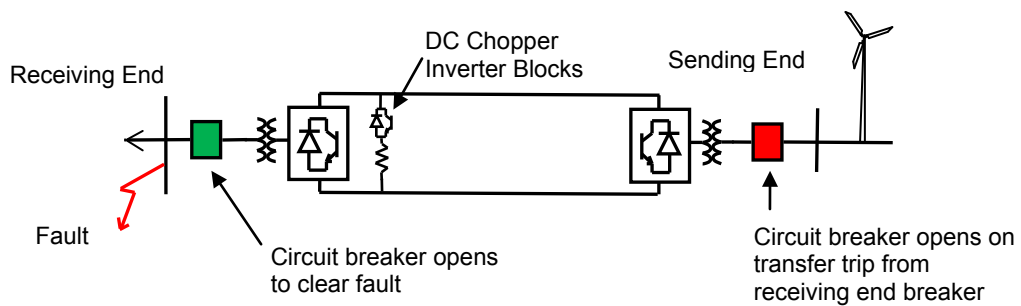 DC Chopper
Inverter Blocks
Receiving End
Sending End
Fault
Circuit breaker opens
to clear fault
Circuit breaker opens on
transfer trip from
receiving end breaker